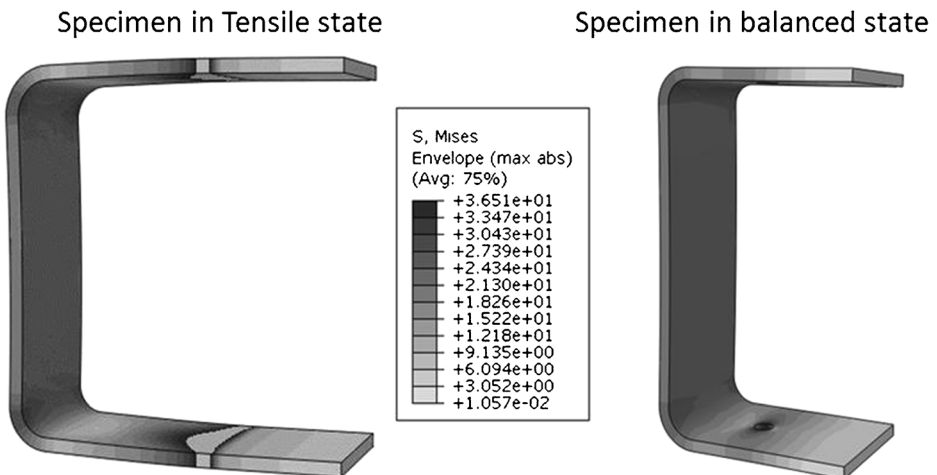 Specimen in Tensile state
Specimen in balanced state
S, Mises
Envelope (max abs)
(Avg: 75%)
+3.651e+01
+3.347e+01
+3.043e+01
+2.739e+01
+2.434e+01
+2.130e+01
+1.826e+01
+1.522e+01
+1.218e+01
+9.135e+00
+6.094e+00
+3.052e+00
+1.057e-02